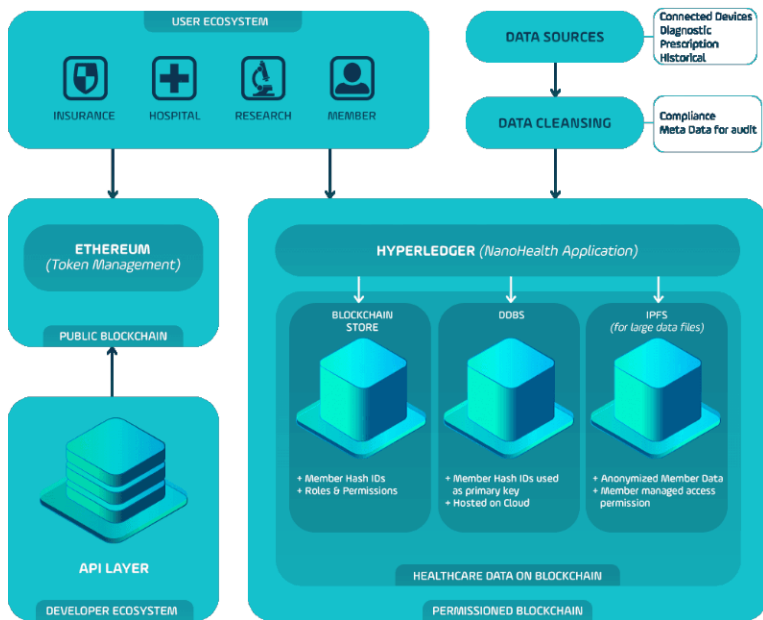 USER ECOSYSTEM
INSURANCE
HOSPITAL
RESEARCH
MEMBER
DATA SOURCES
Connected Devices
Diagnostic
Prescription
Historical
DATA CLEANSING
Compliance
Meta Data for audit
ETHEREUM
(Token Management)
PUBLIC BLOCKCHAIN
API LAYER
DEVELOPER ECOSYSTEM
HYPERLEDGER (NanoHealth Application)
BLOCKCHAIN
STORE
+ Member Hash IDs
+ Roles & Permissions
DDBS
+ Member Hash IDs used
as primary key
+ Hosted on Cloud
IPFS
(for large data files)
+ Anonymized Member Data
+ Member managed access
permission
HEALTHCARE DATA ON BLOCKCHAIN
PERMISSIONED BLOCKCHAIN